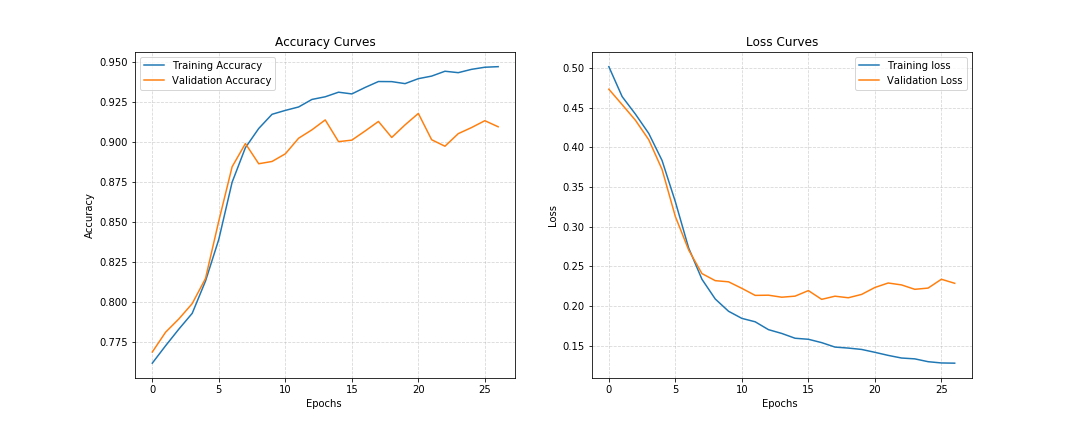 Accuracy Curves
Training Accuracy
Validation Accuracy
0.950
0.925
0.900
0.875
0.850
0.825
0.800
0.775
Accuracy
0 5 10 15 20 25
Epochs
Loss Curves
Training loss
Validation Loss
0.50
0.45
0.40
0.35
0.30
0.25
0.20
0.15
Loss
0 5 10 15 20 25
Epochs